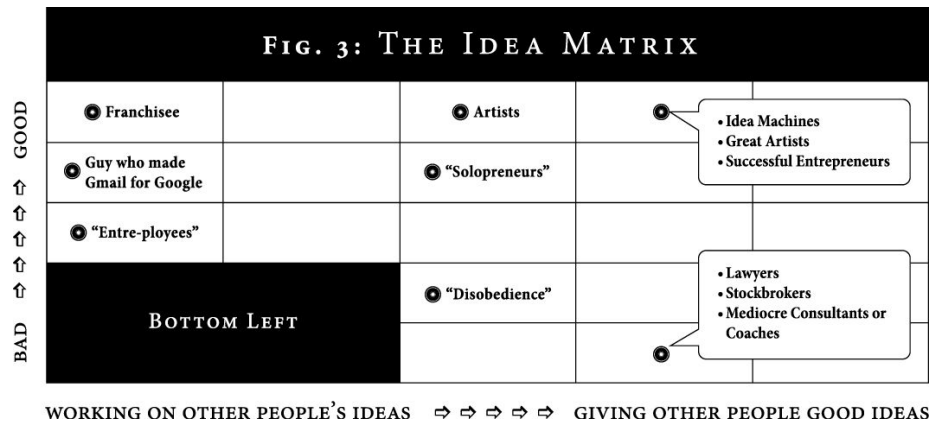 FIG. 3: THE IDEA MATRIX
GOOD
BAD
Franchisee
Artists
• Idea Machines
• Great Artists
• Successful Entrepreneurs
Guy who made
Gmail for Google
“Solopreneurs”
“Entre-ployees”
BOTTOM LEFT
“Disobedience”
• Lawyers
• Stockbrokers
• Mediocre Consultants or
Coaches
WORKING ON OTHER PEOPLE’S IDEAS ⇨ ⇨ ⇨ ⇨ ⇨ GIVING OTHER PEOPLE GOOD IDEAS